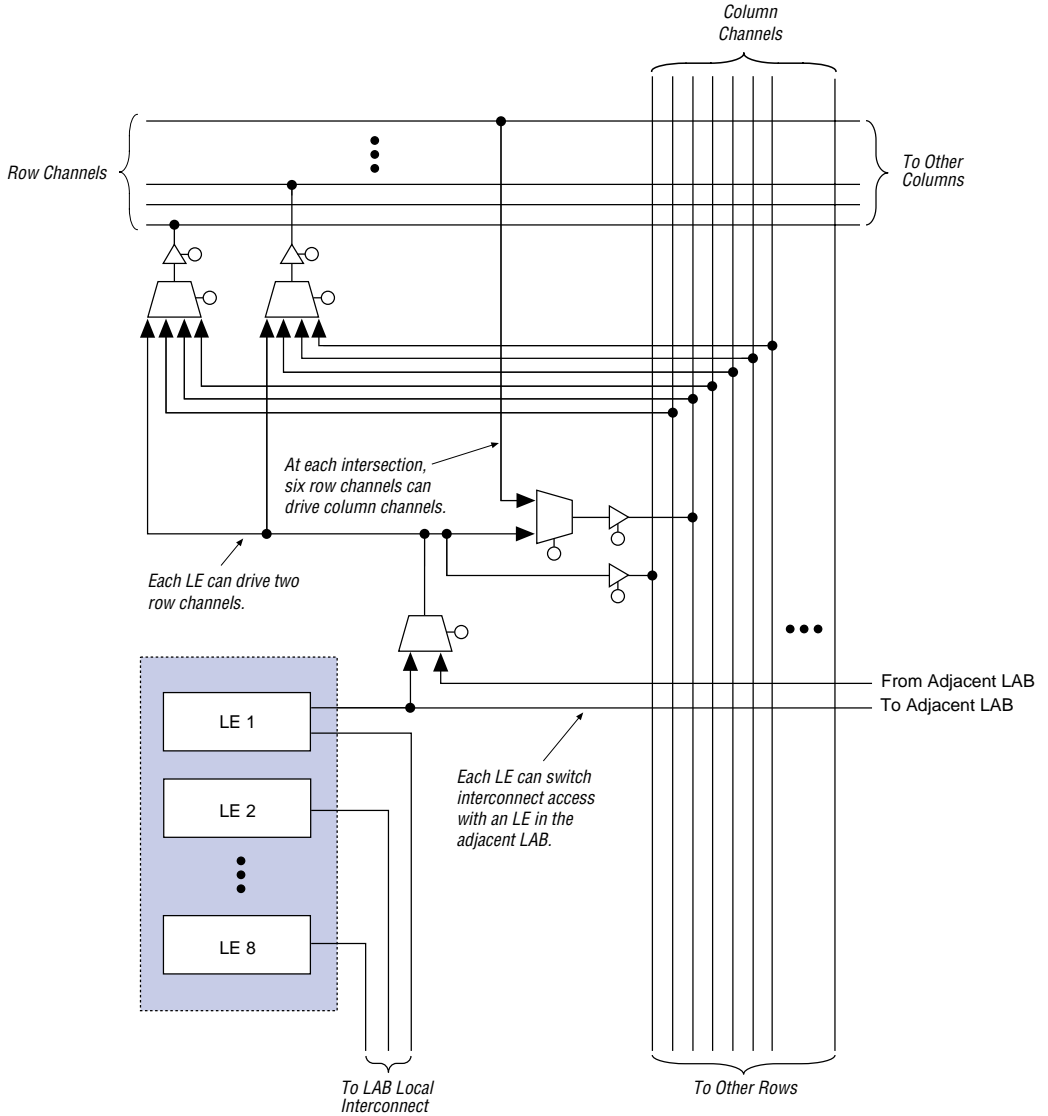 Column
Channels
Row Channels
To Other
Columns
At each intersection,
six row channels can
drive column channels.
Each LE can drive two
row channels.
From Adjacent LAB
To Adjacent LAB
LE 1
Each LE can switch
interconnect access
with an LE in the
adjacent LAB.
LE 2
LE 8
To LAB Local
Interconnect
To Other Rows